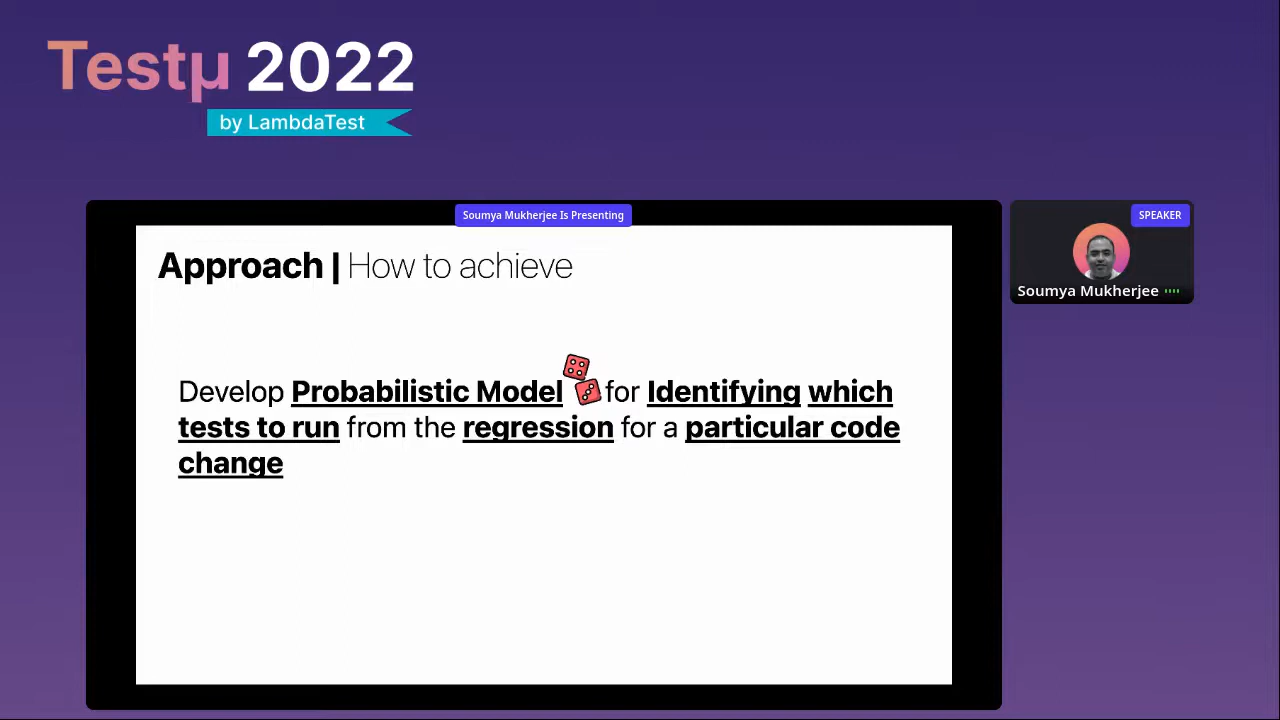 Testμ 2022
by LambdaTest
Soumya Mukherjee Is Presenting
SPEAKER
Soumya Mukherjee
Approach | How to achieve
Develop Probabilistic Model for Identifying which
tests to run from the regression for a particular code
change